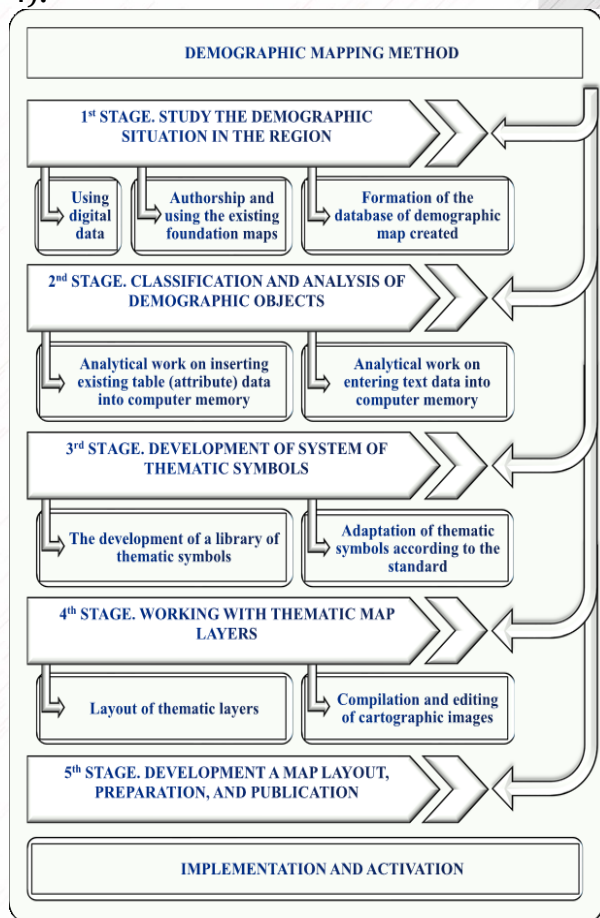 DEMOGRAPHIC MAPPING METHOD
1st STAGE. STUDY THE DEMOGRAPHIC
SITUATION IN THE REGION
Using
digital
data
Authorship and
using the existing
foundation maps
Formation of the
database of demographic
map created
2nd STAGE. CLASSIFICATION AND ANALYSIS OF
DEMOGRAPHIC OBJECTS
Analytical work on inserting
existing table (attribute) data
into computer memory
Analytical work on
entering text data into
computer memory
3rd STAGE. DEVELOPMENT OF SYSTEM OF
THEMATIC SYMBOLS
The development of a library of
thematic symbols
Adaptation of thematic
symbols according to the
standard
4th STAGE. WORKING WITH THEMATIC MAP
LAYERS
Layout of thematic layers
Compilation and editing
of cartographic images
5th STAGE. DEVELOPMENT A MAP LAYOUT,
PREPARATION, AND PUBLICATION
IMPLEMENTATION AND ACTIVATION